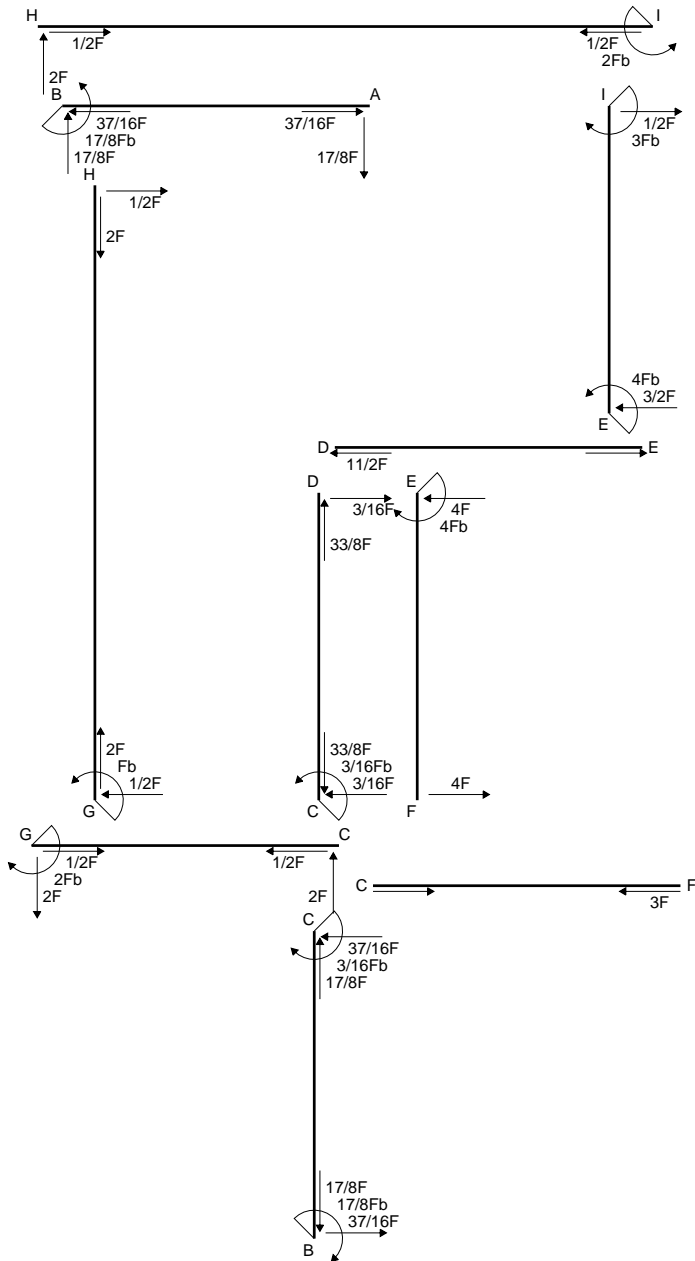 H
I
1/2F
1/2F
2Fb
2F
B
A
I
37/16F
37/16F
1/2F
17/8Fb
3Fb
17/8F
17/8F
H
1/2F
2F
4Fb
3/2F
E
D
E
11/2F
D
E
3/16F
4F
4Fb
33/8F
2F
33/8F
Fb
3/16Fb
1/2F
3/16F
4F
G
C
F
G
C
1/2F
1/2F
2Fb
2F
2F
C
F
3F
C
37/16F
3/16Fb
17/8F
17/8F
17/8Fb
37/16F
B